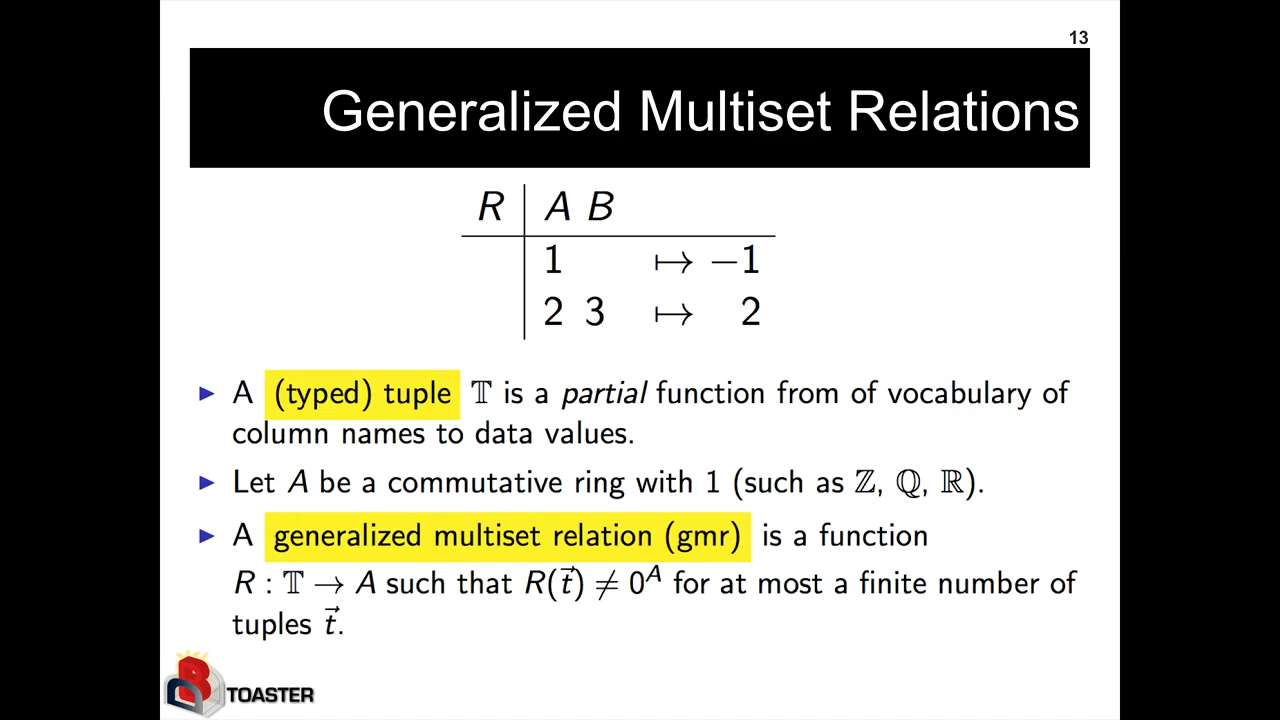 13
Generalized Multiset Relations
R A B
1 ↦ −1
2 3 ↦ 2
▶ A (typed) tuple 𝕋 is a partial function from of vocabulary of
column names to data values.
▶ Let A be a commutative ring with 1 (such as ℤ, ℚ, ℝ).
▶ A generalized multiset relation (gmr) is a function
R : 𝕋 → A such that R(t⃗) ≠ 0ᴬ for at most a finite number of
tuples t⃗.
DB TOASTER